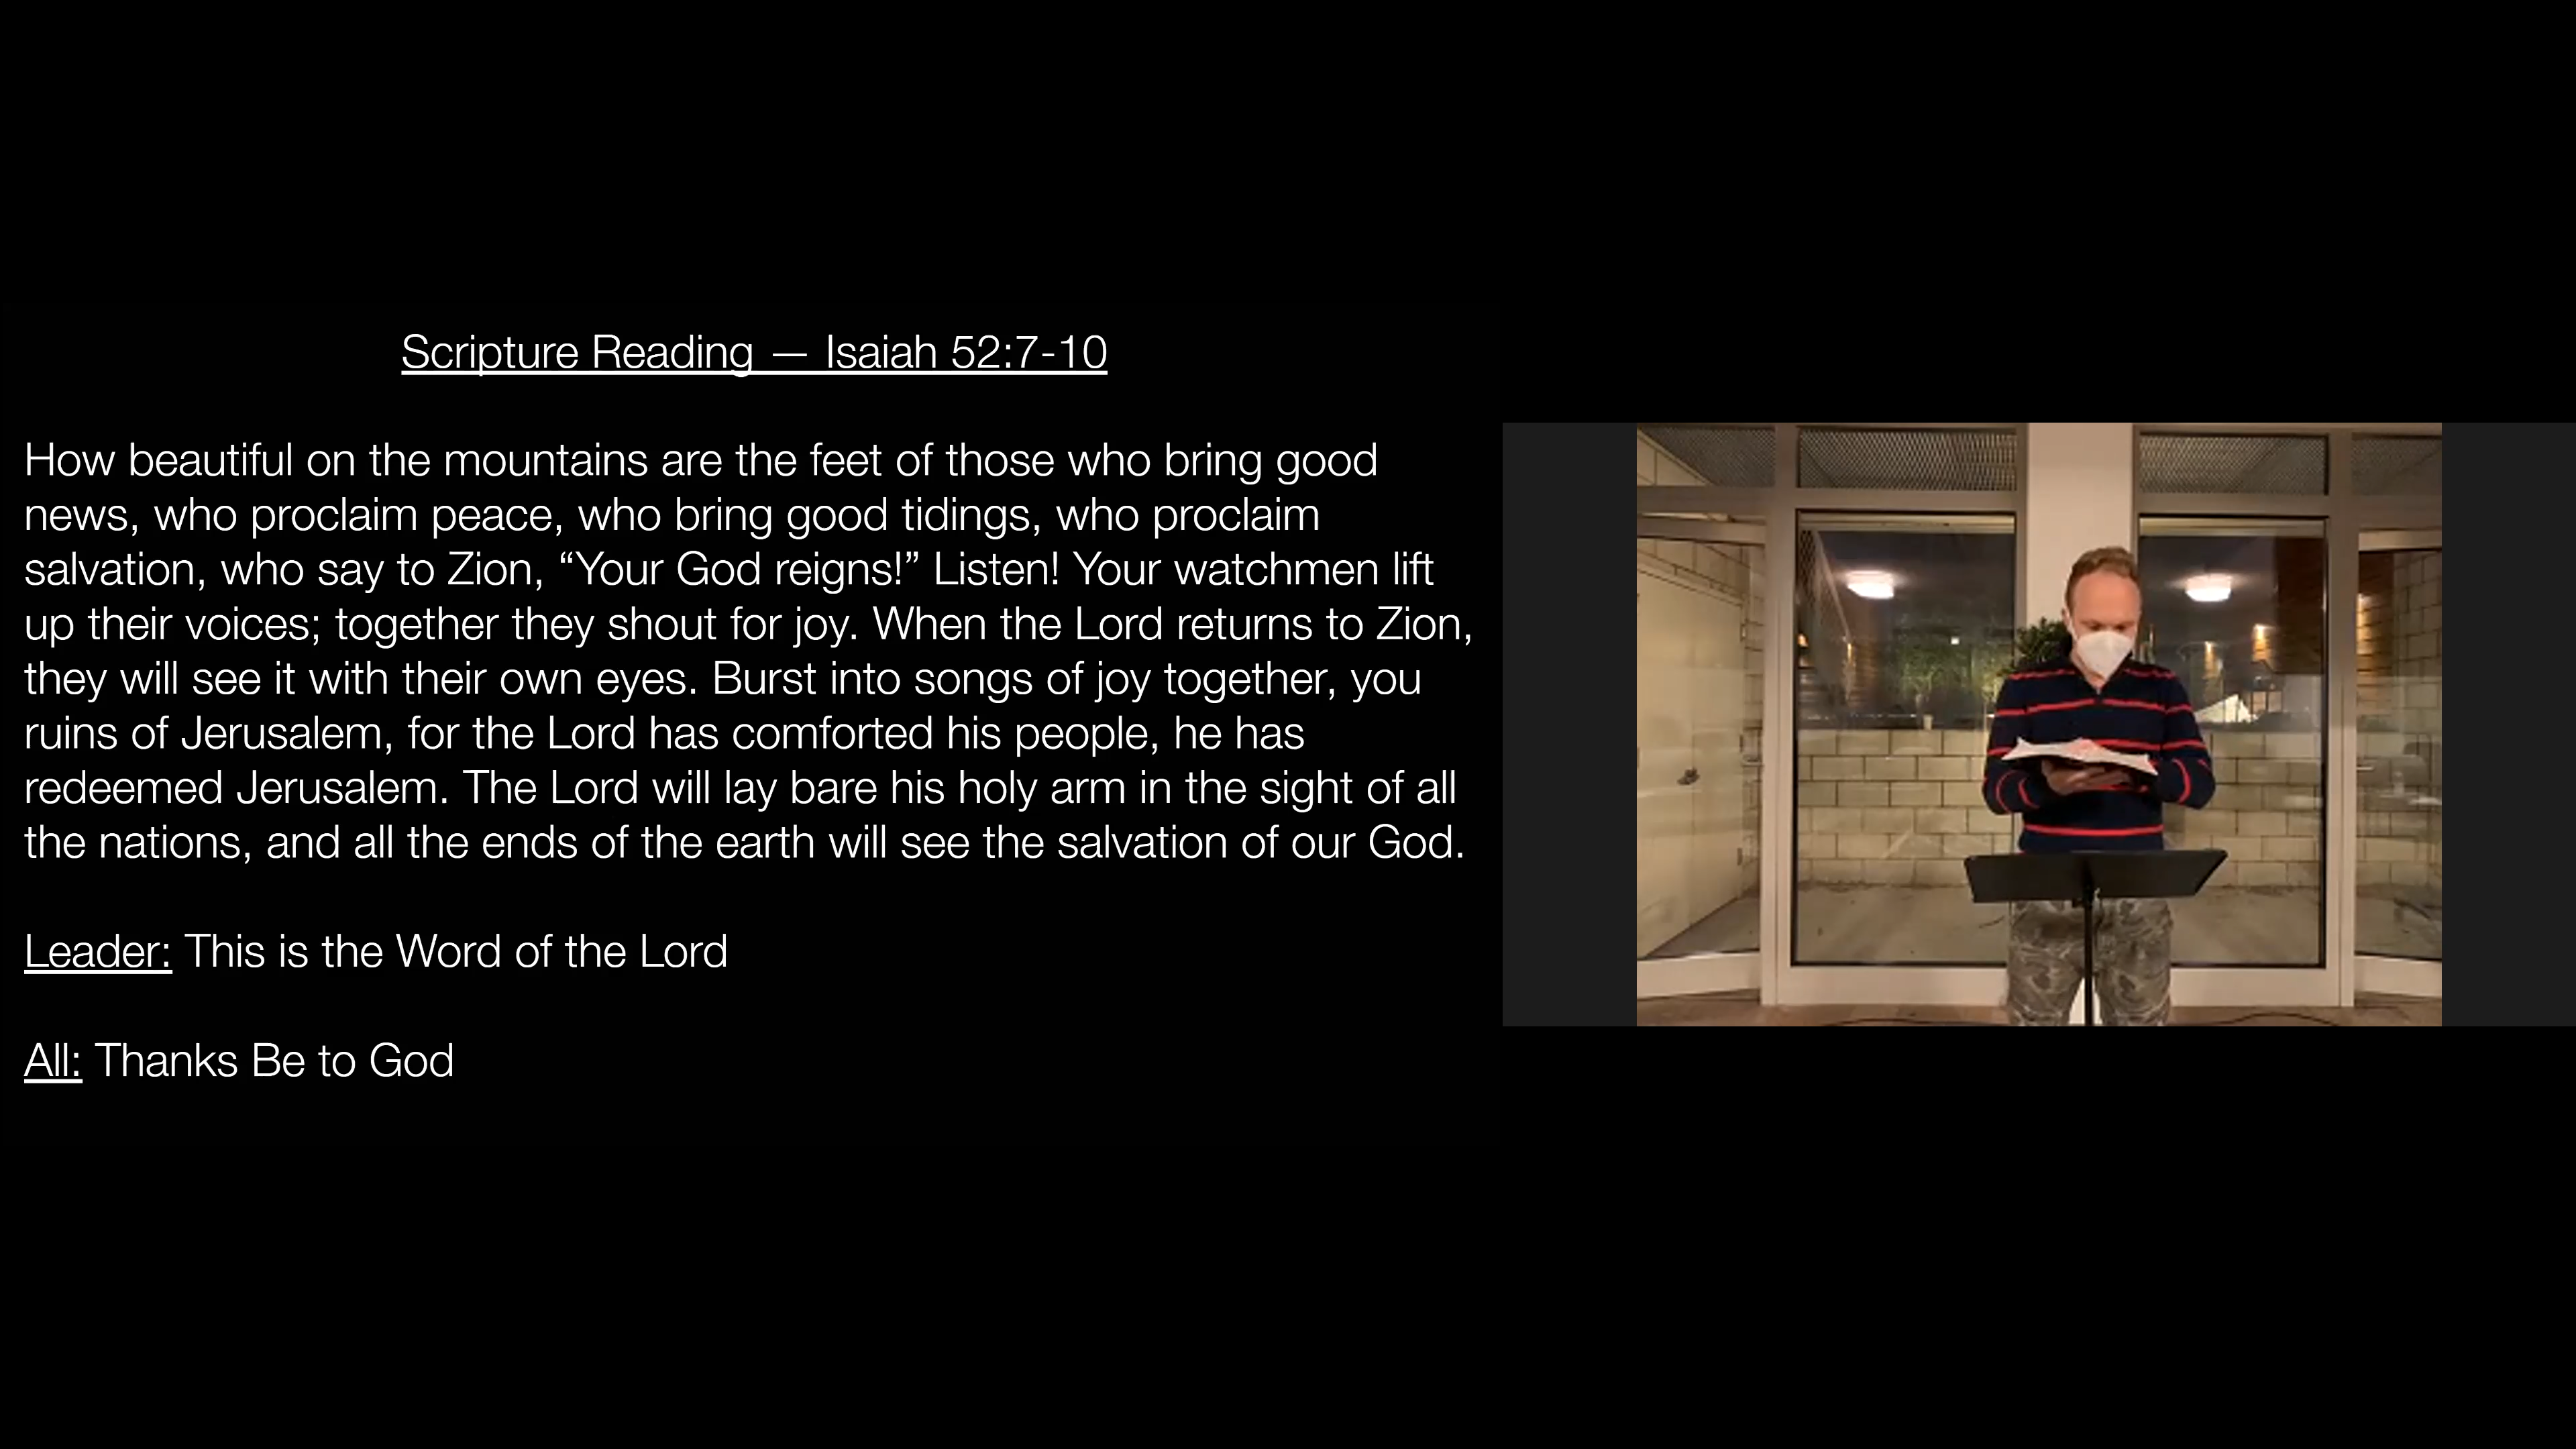 Scripture Reading — Isaiah 52:7-10
How beautiful on the mountains are the feet of those who bring good
news, who proclaim peace, who bring good tidings, who proclaim
salvation, who say to Zion, “Your God reigns!” Listen! Your watchmen lift
up their voices; together they shout for joy. When the Lord returns to Zion,
they will see it with their own eyes. Burst into songs of joy together, you
ruins of Jerusalem, for the Lord has comforted his people, he has
redeemed Jerusalem. The Lord will lay bare his holy arm in the sight of all
the nations, and all the ends of the earth will see the salvation of our God.
Leader: This is the Word of the Lord
All: Thanks Be to God